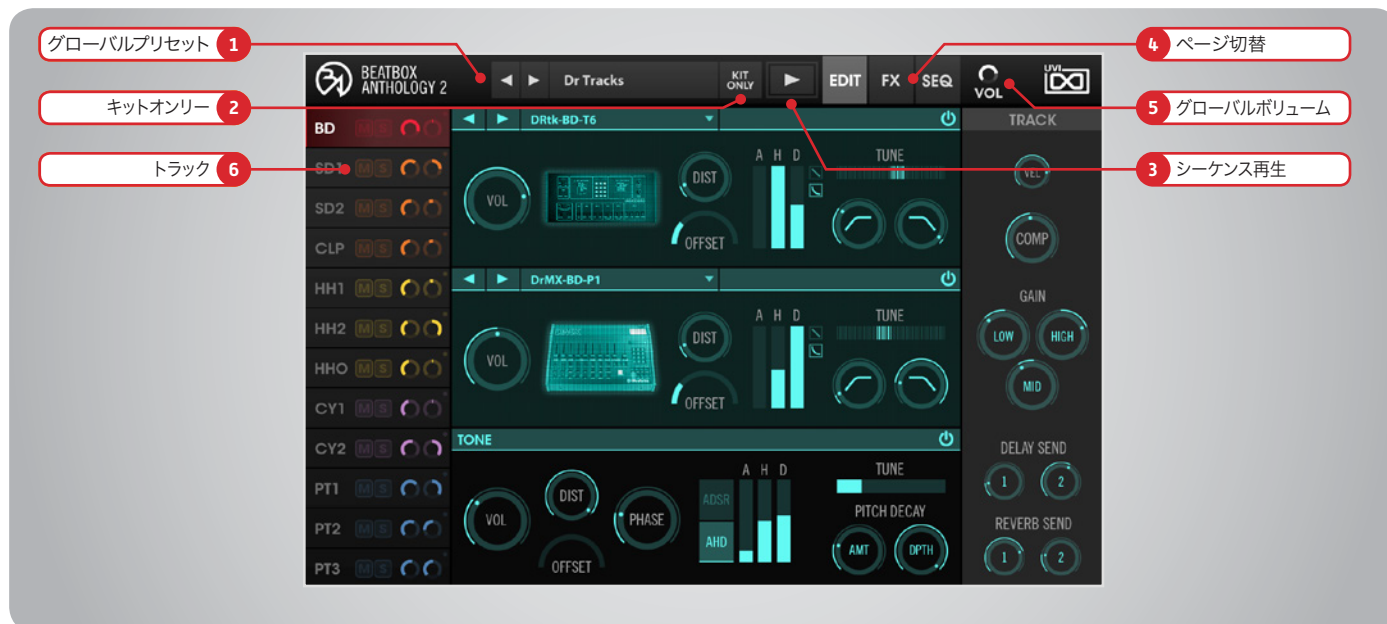 グローバルプリセット 1
キットオンリー 2
トラック 6
4 ページ切替
5 グローバルボリューム
3 シーケンス再生
BEATBOX
ANTHOLOGY 2
Dr Tracks
KIT
ONLY
EDIT
FX
SEQ
VOL
UVI
BD M S
SD1 M S
SD2 M S
CLP M S
HH1 M S
HH2 M S
HHO M S
CY1 M S
CY2 M S
PT1 M S
PT2 M S
PT3 M S
DRtk-BD-T6
VOL
DIST
OFFSET
A H D
TUNE
DrMX-BD-P1
VOL
DIST
OFFSET
A H D
TUNE
TONE
VOL
DIST
OFFSET
PHASE
ADSR
AHD
A H D
TUNE
PITCH DECAY
AMT
DPTH
TRACK
VEL
COMP
GAIN
LOW
HIGH
MID
DELAY SEND
1 2
REVERB SEND
1 2